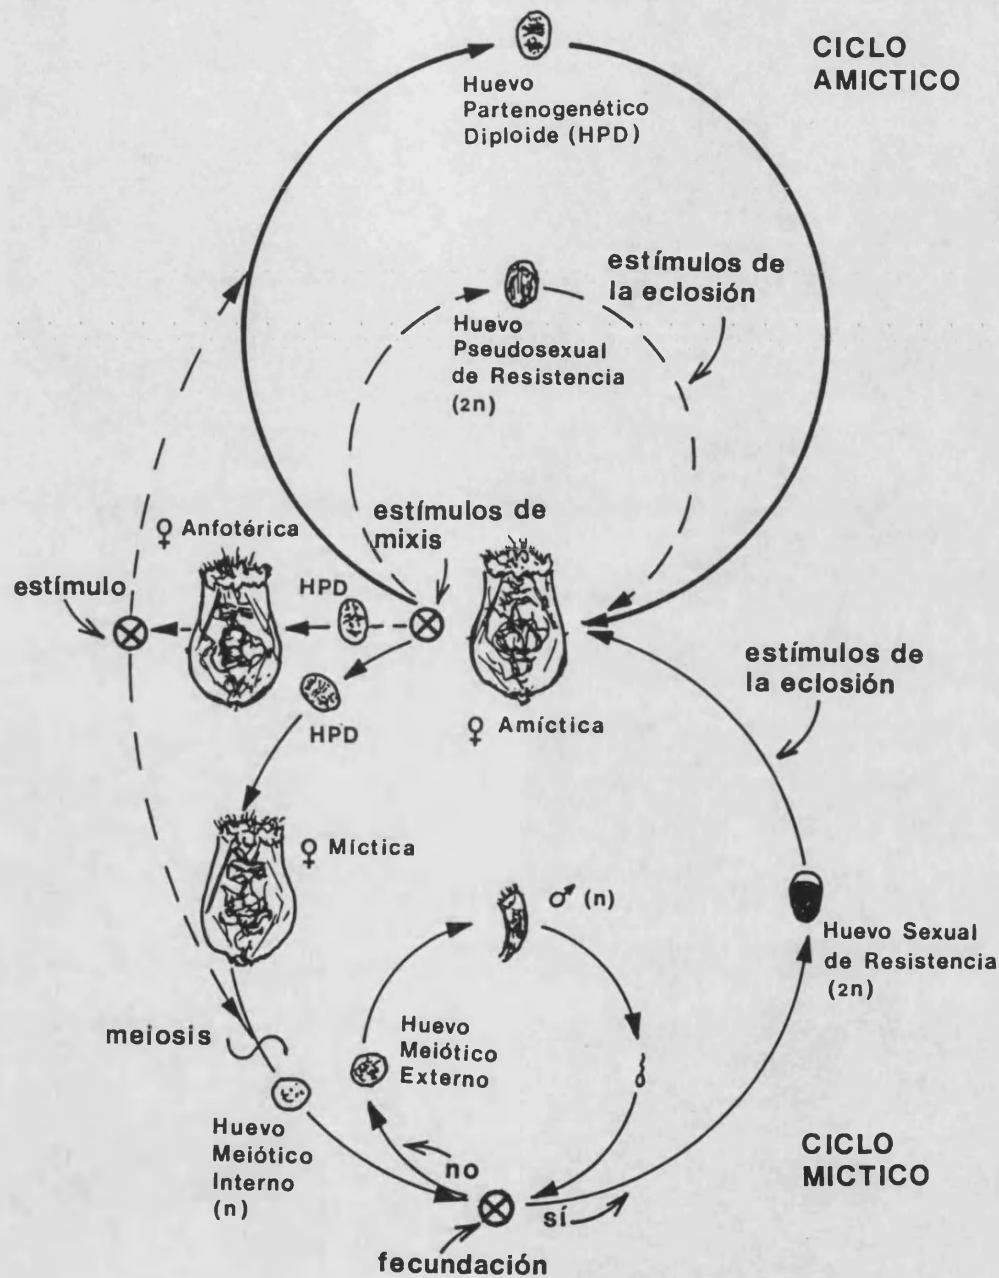 CICLO
AMICTICO
Huevo
Partenogenético
Diploide (HPD)
estímulos de
la eclosión
Huevo
Pseudosexual
de Resistencia
(2n)
estímulos de
mixis
♀ Anfotérica
estímulo
HPD
HPD
♀ Amíctica
estímulos de
la eclosión
♀ Míctica
♂ (n)
Huevo Sexual
de Resistencia
(2n)
meiosis
Huevo
Meiótico
Externo
Huevo
Meiótico
Interno
(n)
no
sí
CICLO
MICTICO
fecundación